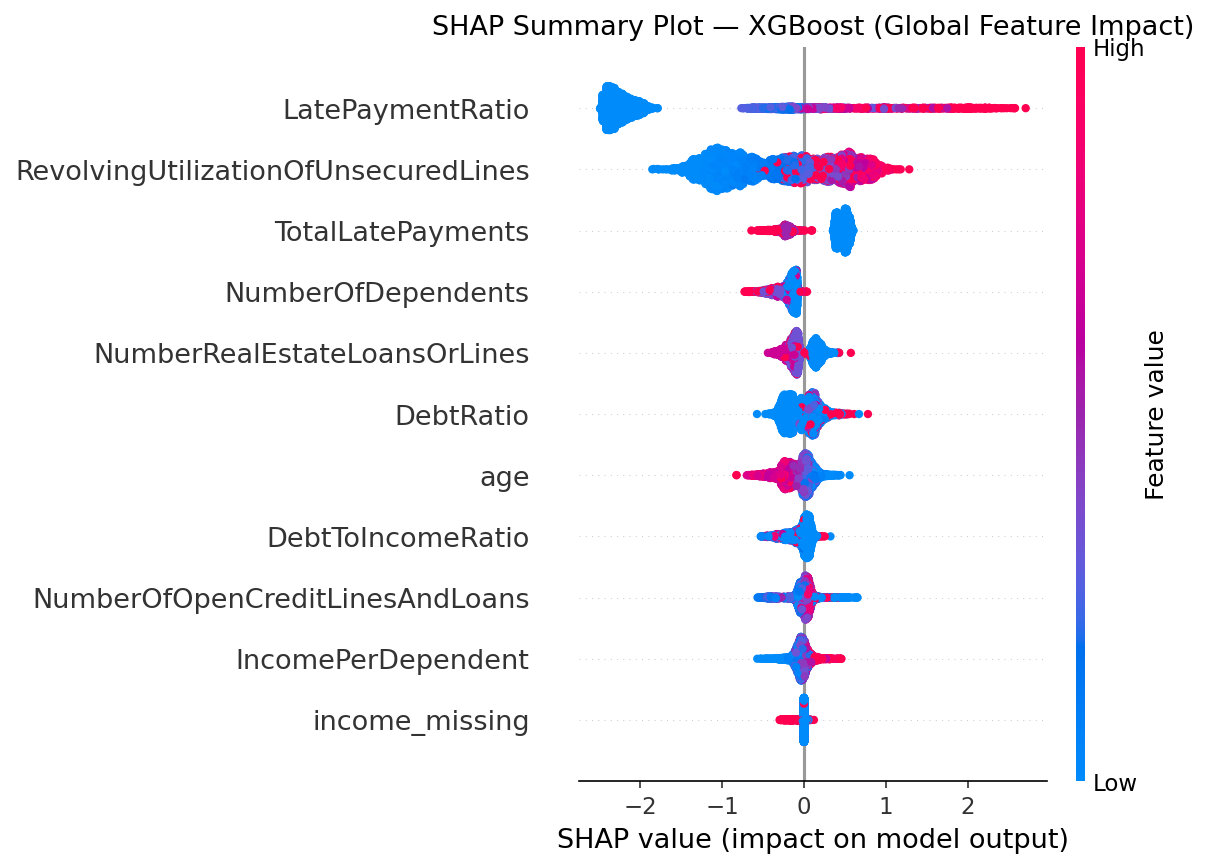 SHAP Summary Plot — XGBoost (Global Feature Impact)
High
LatePaymentRatio
RevolvingUtilizationOfUnsecuredLines
TotalLatePayments
NumberOfDependents
NumberRealEstateLoansOrLines
DebtRatio
age
DebtToIncomeRatio
NumberOfOpenCreditLinesAndLoans
IncomePerDependent
income_missing
Feature value
Low
−2 −1 0 1 2
SHAP value (impact on model output)